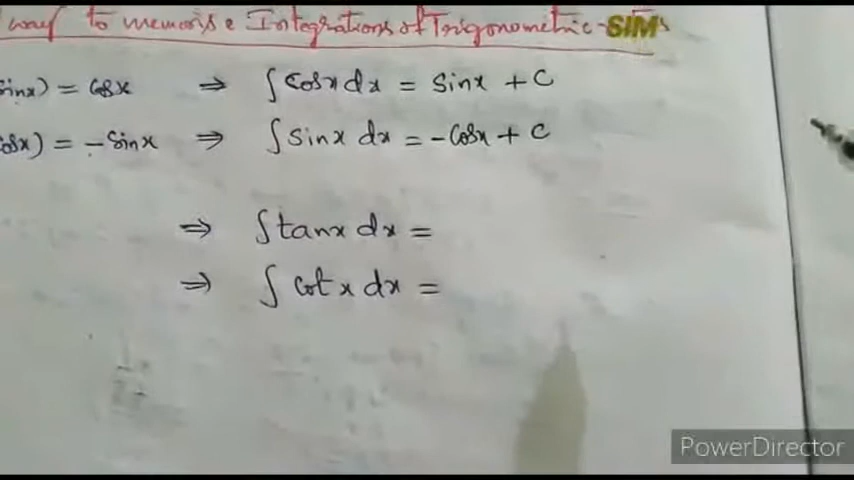 way to memorise Integrations of Trigonometric SIMs
sinx) = cosx ⇒ ∫cosx dx = sinx + C
cosx) = -sinx ⇒ ∫sinx dx = -cosx + C
⇒ ∫tanx dx =
⇒ ∫cotx dx =
PowerDirector